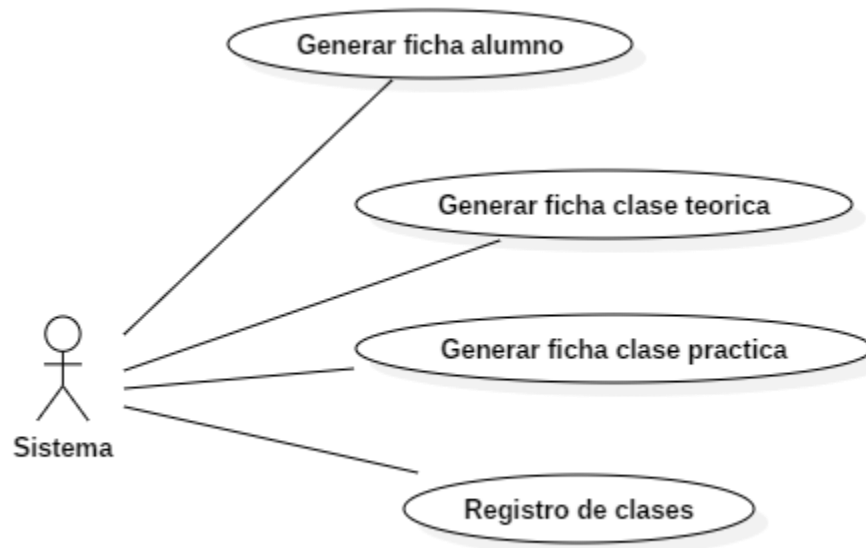 Generar ficha alumno
Generar ficha clase teorica
Generar ficha clase practica
Sistema
Registro de clases